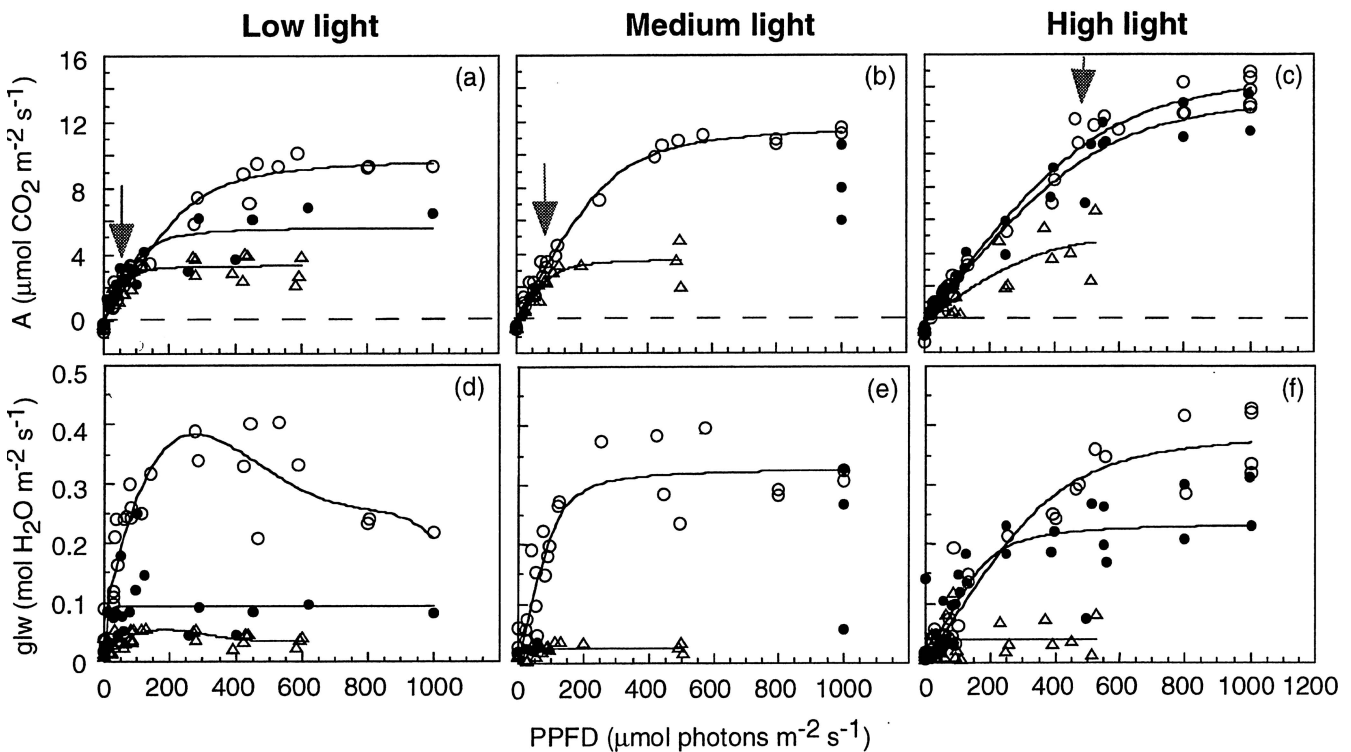 Low light Medium light High light
(a) (b) (c)
A (µmol CO2 m-2 s-1)
16
12
8
4
0
(d) (e) (f)
glw (mol H2O m-2 s-1)
0.5
0.4
0.3
0.2
0.1
0
0 200 400 600 800 1000 0 200 400 600 800 1000 0 200 400 600 800 1000 1200
PPFD (µmol photons m-2 s-1)